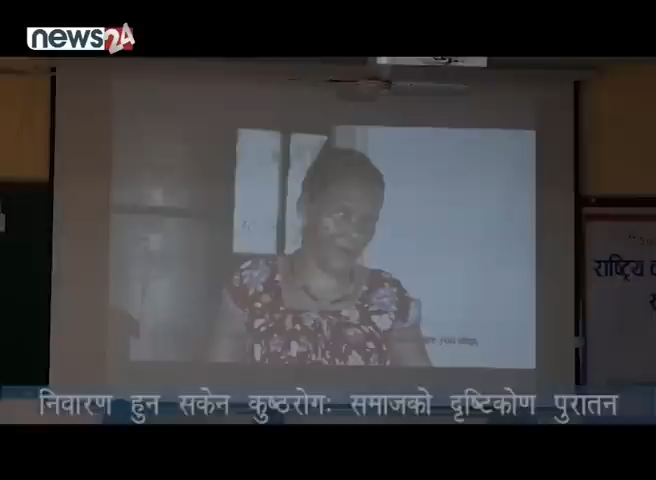 news24
राष्ट्रिय
निवारण हुन सकेन कुष्ठरोगः समाजको दृष्टिकोण पुरातन